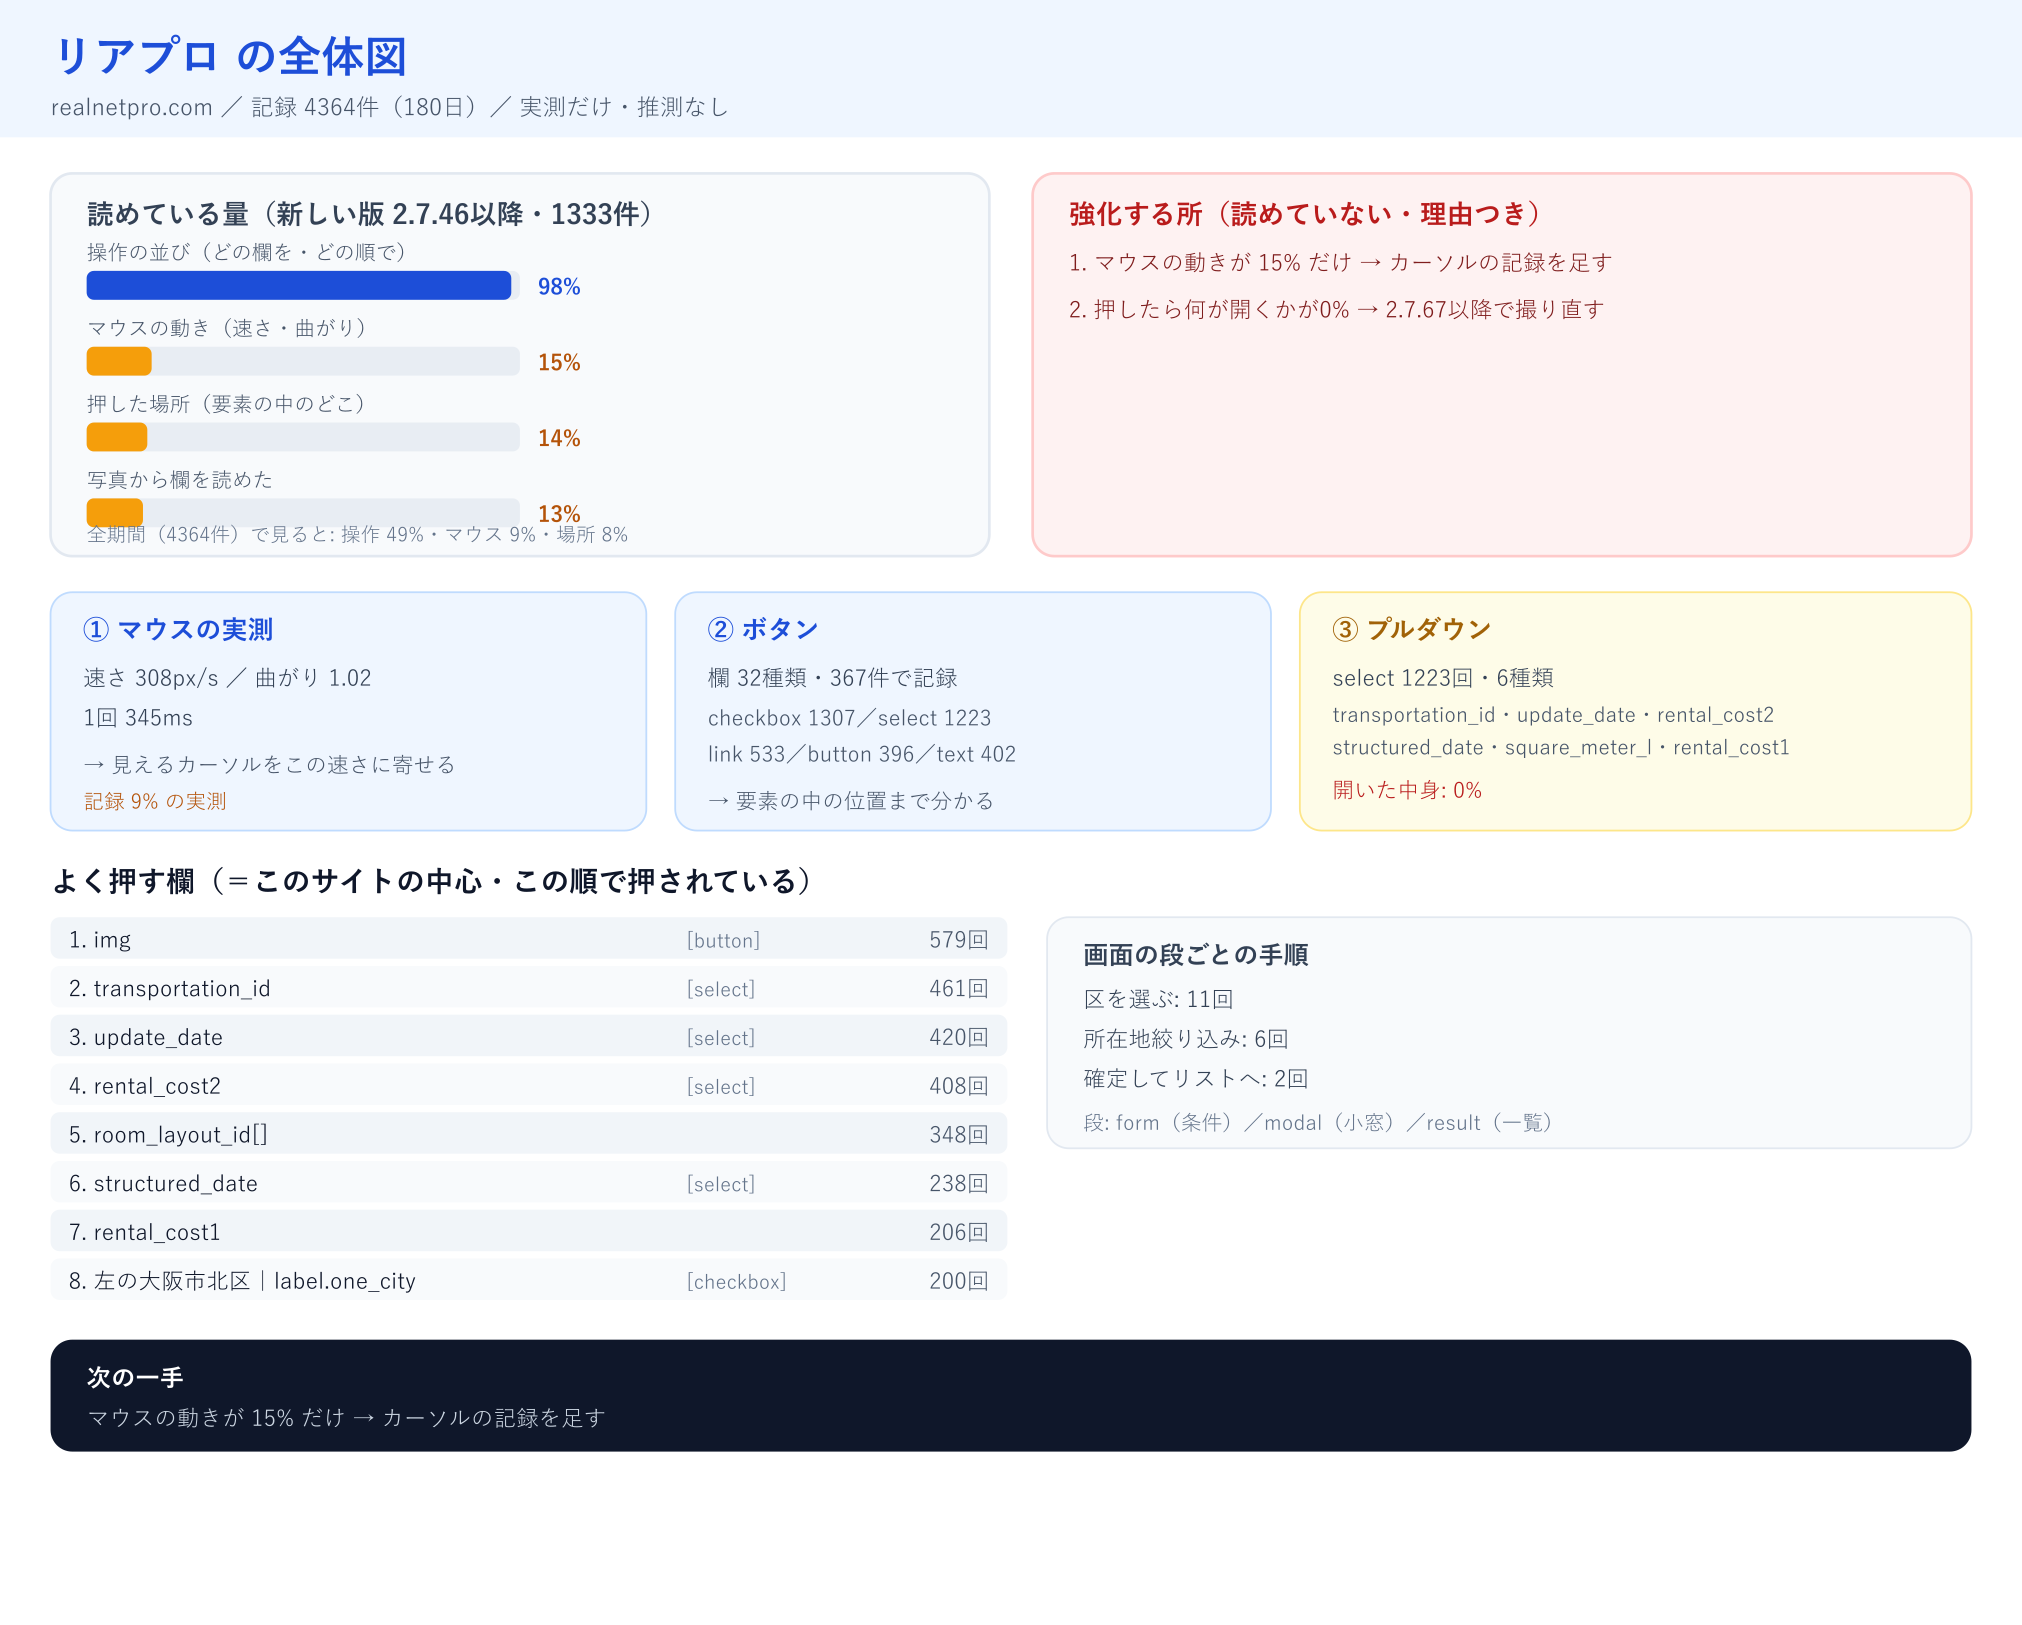 リアプロ の全体図
realnetpro.com ／ 記録 4364件（180日）／ 実測だけ・推測なし
読めている量（新しい版 2.7.46以降・1333件）
操作の並び（どの欄を・どの順で）
98%
マウスの動き（速さ・曲がり）
15%
押した場所（要素の中のどこ）
14%
写真から欄を読めた
13%
全期間（4364件）で見ると: 操作 49%・マウス 9%・場所 8%
強化する所（読めていない・理由つき）
1. マウスの動きが 15% だけ → カーソルの記録を足す
2. 押したら何が開くかが0% → 2.7.67以降で撮り直す
① マウスの実測
速さ 308px/s ／ 曲がり 1.02
1回 345ms
→ 見えるカーソルをこの速さに寄せる
記録 9% の実測
② ボタン
欄 32種類・367件で記録
checkbox 1307／select 1223
link 533／button 396／text 402
→ 要素の中の位置まで分かる
③ プルダウン
select 1223回・6種類
transportation_id・update_date・rental_cost2
structured_date・square_meter_l・rental_cost1
開いた中身: 0%
よく押す欄（＝このサイトの中心・この順で押されている）
1. img [button] 579回
2. transportation_id [select] 461回
3. update_date [select] 420回
4. rental_cost2 [select] 408回
5. room_layout_id[] 348回
6. structured_date [select] 238回
7. rental_cost1 206回
8. 左の大阪市北区｜label.one_city [checkbox] 200回
画面の段ごとの手順
区を選ぶ: 11回
所在地絞り込み: 6回
確定してリストへ: 2回
段: form（条件）／modal（小窓）／result（一覧）
次の一手
マウスの動きが 15% だけ → カーソルの記録を足す